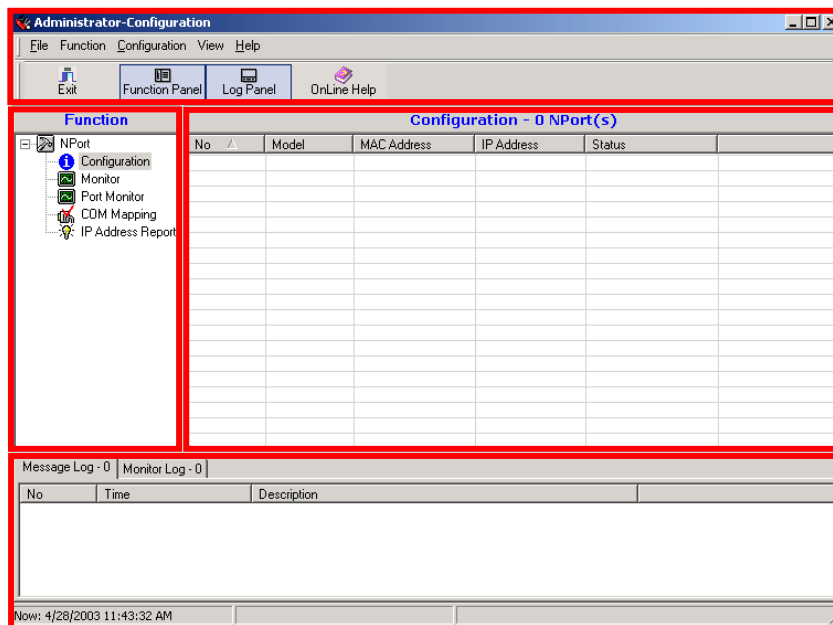 Administrator-Configuration
File Function Configuration View Help
Exit Function Panel Log Panel OnLine Help
Function
Configuration - 0 NPort(s)
NPort
Configuration
Monitor
Port Monitor
COM Mapping
IP Address Report
No Model MAC Address IP Address Status
Message Log - 0 Monitor Log - 0
No Time Description
Now: 4/28/2003 11:43:32 AM